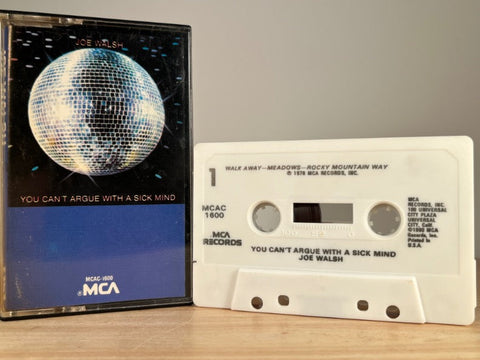 JOE WALSH
YOU CAN'T ARGUE WITH A SICK MIND
MCAC-1600
MCA
WALK AWAY—MEADOWS—ROCKY MOUNTAIN WAY
℗ 1976 MCA RECORDS, INC.
1
MCAC
1600
MCA
RECORDS
MCA
RECORDS, INC.
100 UNIVERSAL
CITY PLAZA
UNIVERSAL
CITY, Calif.
©1980 MCA
Records, Inc.
Printed in
U.S.A
YOU CAN'T ARGUE WITH A SICK MIND
JOE WALSH